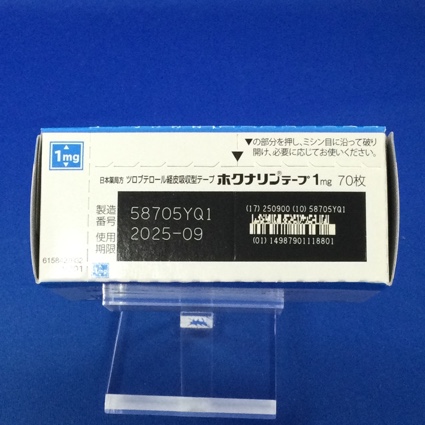 1mg
▼の部分を押し、ミシン目に沿って破り
開け、必要に応じてお使いください。
日本薬局方 ツロブテロール経皮吸収型テープ ホクナリン®テープ1mg 70枚
製造番号 58705YQ1
使用期限 2025-09
(17) 250900 (10) 58705YQ1
(01) 14987901118801